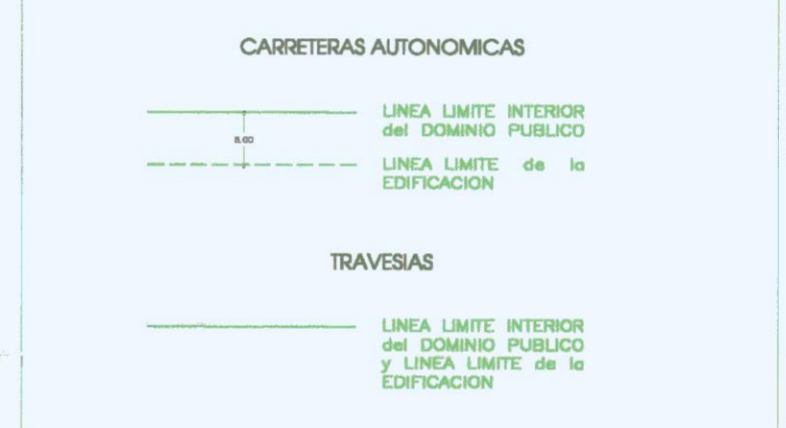 CARRETERAS AUTONOMICAS
LINEA LIMITE INTERIOR
del DOMINIO PUBLICO
LINEA LIMITE de la
EDIFICACION
TRAVESIAS
LINEA LIMITE INTERIOR
del DOMINIO PUBLICO
y LINEA LIMITE de la
EDIFICACION